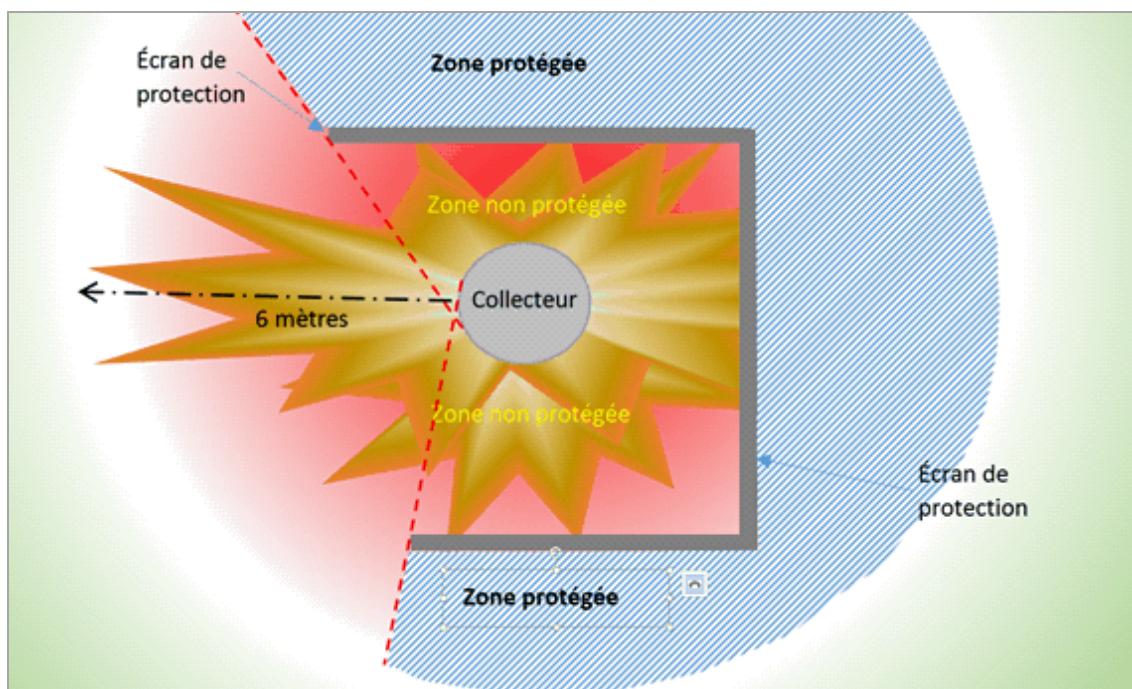 Écran de
protection
Zone protégée
Zone non protégée
Collecteur
6 mètres
Zone non protégée
Écran de
protection
Zone protégée